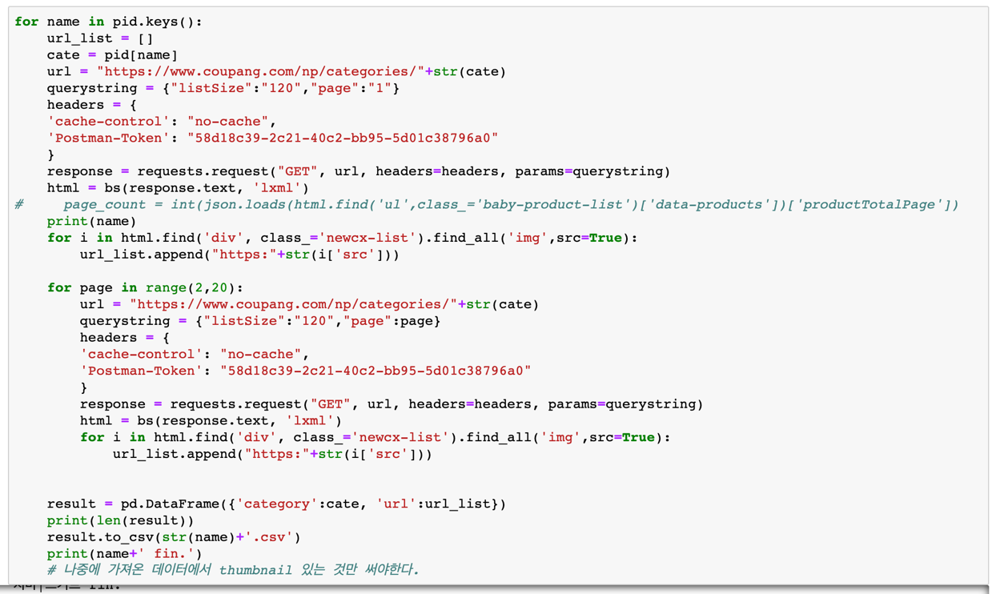 for name in pid.keys():
    url_list = []
    cate = pid[name]
    url = "https://www.coupang.com/np/categories/"+str(cate)
    querystring = {"listSize":"120","page":"1"}
    headers = {
    'cache-control': "no-cache",
    'Postman-Token': "58d18c39-2c21-40c2-bb95-5d01c38796a0"
    }
    response = requests.request("GET", url, headers=headers, params=querystring)
    html = bs(response.text, 'lxml')
#     page_count = int(json.loads(html.find('ul',class_='baby-product-list')['data-products'])['productTotalPage'])
    print(name)
    for i in html.find('div', class_='newcx-list').find_all('img',src=True):
        url_list.append("https:"+str(i['src']))
    for page in range(2,20):
        url = "https://www.coupang.com/np/categories/"+str(cate)
        querystring = {"listSize":"120","page":page}
        headers = {
        'cache-control': "no-cache",
        'Postman-Token': "58d18c39-2c21-40c2-bb95-5d01c38796a0"
        }
        response = requests.request("GET", url, headers=headers, params=querystring)
        html = bs(response.text, 'lxml')
        for i in html.find('div', class_='newcx-list').find_all('img',src=True):
            url_list.append("https:"+str(i['src']))
    result = pd.DataFrame({'category':cate, 'url':url_list})
    print(len(result))
    result.to_csv(str(name)+'.csv')
    print(name+' fin.')
    # 나중에 가져온 데이터에서 thumbnail 있는 것만 써야한다.
fin.